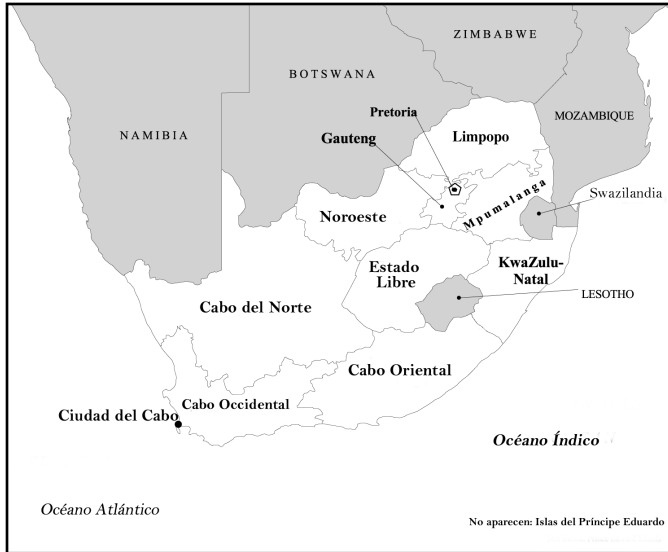 ZIMBABWE
BOTSWANA
Pretoria
MOZAMBIQUE
NAMIBIA
Gauteng
Limpopo
Mpumalanga
Swazilandia
Noroeste
Estado
Libre
KwaZulu-
Natal
LESOTHO
Cabo del Norte
Cabo Oriental
Cabo Occidental
Ciudad del Cabo
Océano Índico
Océano Atlántico
No aparecen: Islas del Príncipe Eduardo